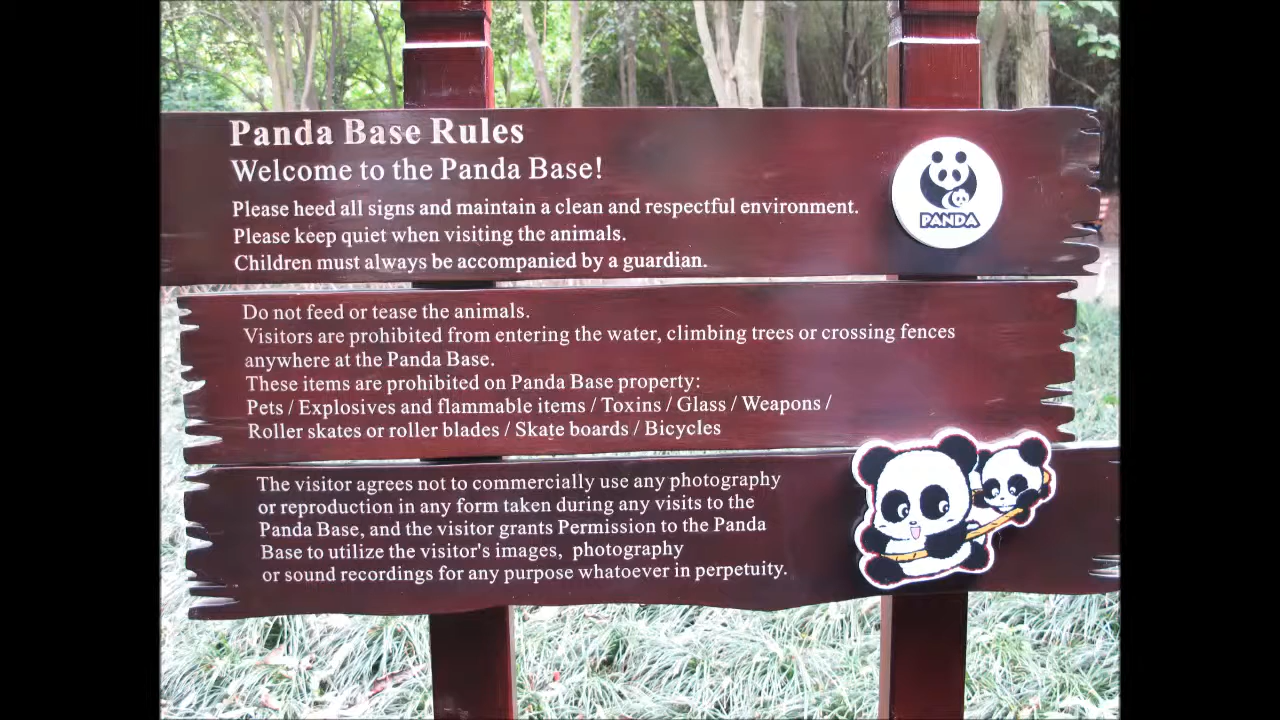 Panda Base Rules
Welcome to the Panda Base!
Please heed all signs and maintain a clean and respectful environment.
Please keep quiet when visiting the animals.
Children must always be accompanied by a guardian.
PANDA
Do not feed or tease the animals.
Visitors are prohibited from entering the water, climbing trees or crossing fences
anywhere at the Panda Base.
These items are prohibited on Panda Base property:
Pets / Explosives and flammable items / Toxins / Glass / Weapons /
Roller skates or roller blades / Skate boards / Bicycles
The visitor agrees not to commercially use any photography
or reproduction in any form taken during any visits to the
Panda Base, and the visitor grants Permission to the Panda
Base to utilize the visitor's images, photography
or sound recordings for any purpose whatoever in perpetuity.